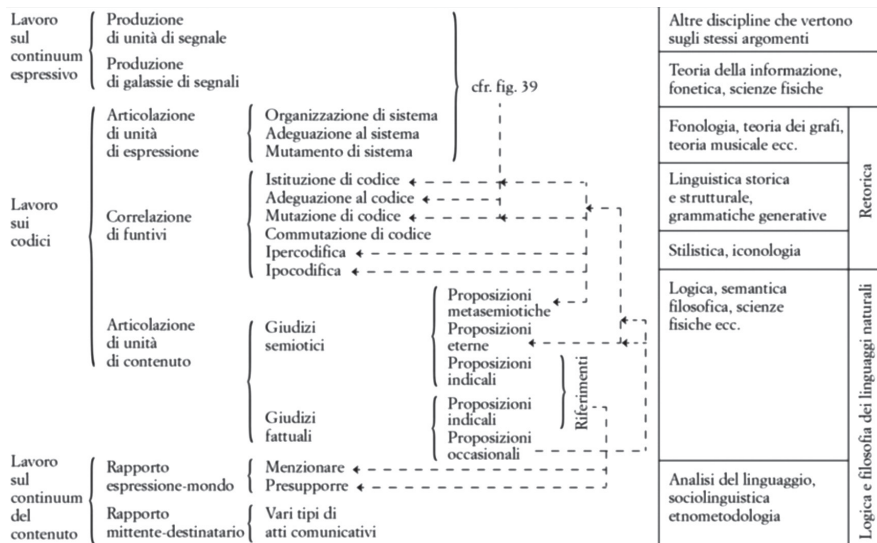 Lavoro
sul
continuum
espressivo
Produzione
di unità di segnale
Produzione
di galassie di segnali
cfr. fig. 39
Lavoro
sui
codici
Articolazione
di unità
di espressione
Organizzazione di sistema
Adeguazione al sistema
Mutamento di sistema
Correlazione
di funtivi
Istituzione di codice
Adeguazione al codice
Mutazione di codice
Commutazione di codice
Ipercodifica
Ipocodifica
Articolazione
di unità
di contenuto
Giudizi
semiotici
Proposizioni
metasemiotiche
Proposizioni
eterne
Proposizioni
indicali
Giudizi
fattuali
Proposizioni
indicali
Proposizioni
occasionali
Riferimenti
Lavoro
sul
continuum
del
contenuto
Rapporto
espressione-mondo
Menzionare
Presupporre
Rapporto
mittente-destinatario
Vari tipi di
atti comunicativi
Altre discipline che vertono
sugli stessi argomenti
Teoria della informazione,
fonetica, scienze fisiche
Fonologia, teoria dei grafi,
teoria musicale ecc.
Linguistica storica
e strutturale,
grammatiche generative
Stilistica, iconologia
Retorica
Logica, semantica
filosofica, scienze
fisiche ecc.
Analisi del linguaggio,
sociolinguistica
etnometodologia
Logica e filosofia dei linguaggi naturali